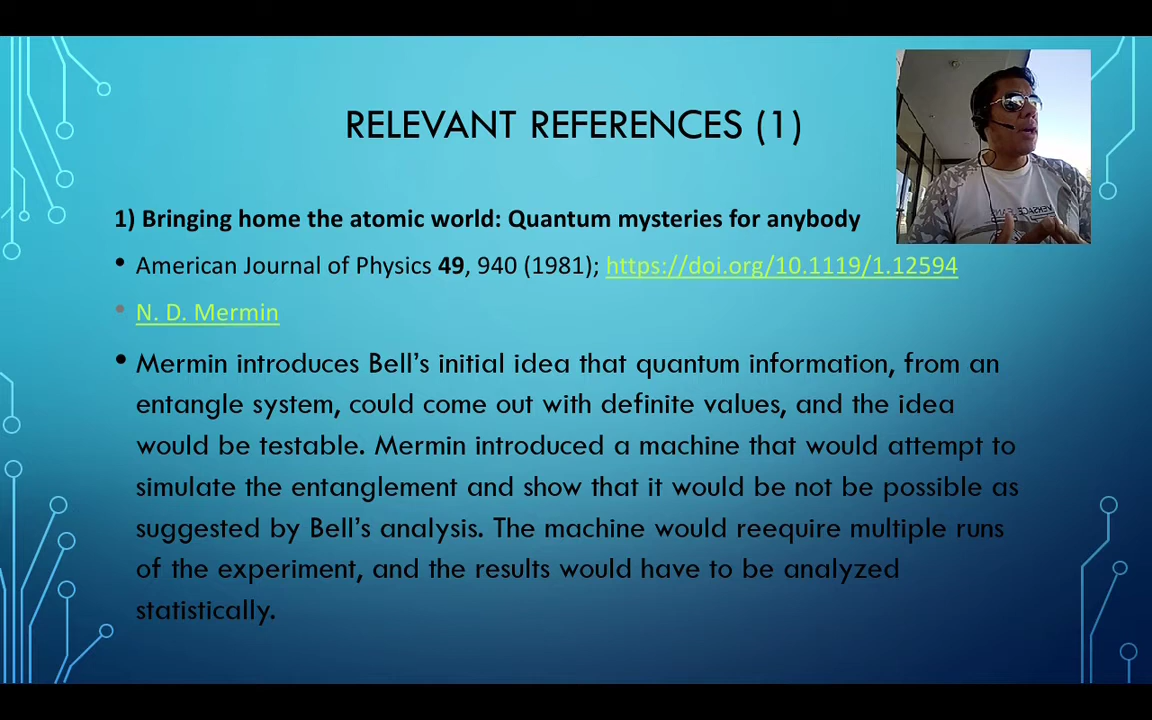 RELEVANT REFERENCES (1)
1) Bringing home the atomic world: Quantum mysteries for anybody
• American Journal of Physics 49, 940 (1981); https://doi.org/10.1119/1.12594
• N. D. Mermin
• Mermin introduces Bell's initial idea that quantum information, from an
entangle system, could come out with definite values, and the idea
would be testable. Mermin introduced a machine that would attempt to
simulate the entanglement and show that it would be not be possible as
suggested by Bell's analysis. The machine would reequire multiple runs
of the experiment, and the results would have to be analyzed
statistically.